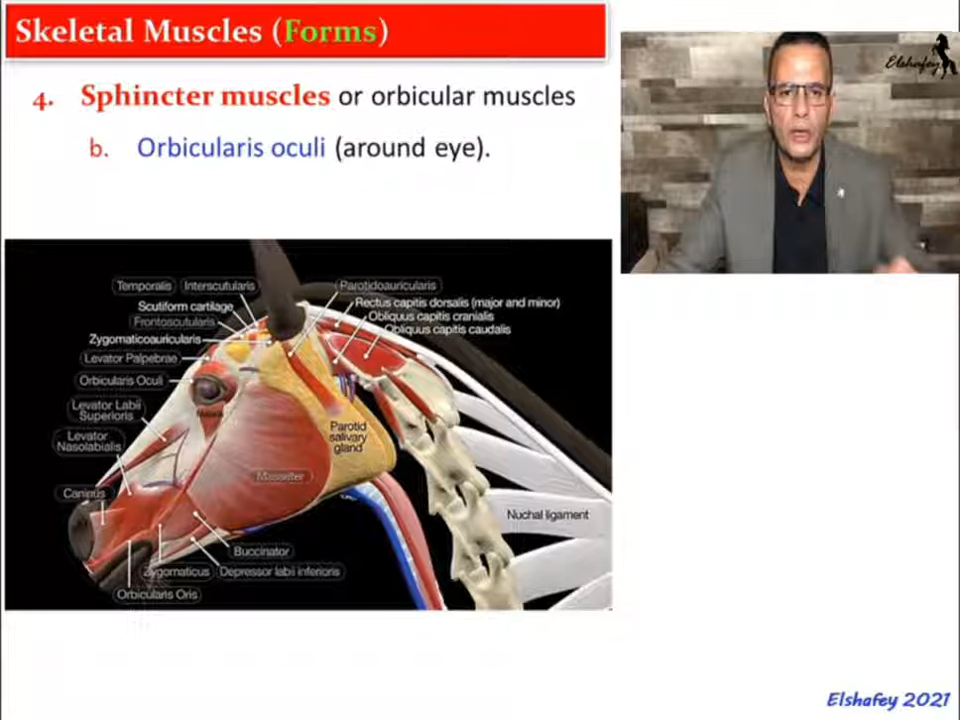 Skeletal Muscles (Forms)
4. Sphincter muscles or orbicular muscles
b. Orbicularis oculi (around eye).
Elshafey
Temporalis
Interscutularis
Parotidoauricularis
Scutiform cartilage
Rectus capitis dorsalis (major and minor)
Frontoscutularis
Obliquus capitis cranialis
Zygomaticoauricularis
Obliquus capitis caudalis
Levator Palpebrae
Orbicularis Oculi
Levator Labii
Superioris
Levator
Nasolabialis
Parotid
salivary
gland
Masseter
Caninus
Nuchal ligament
Buccinator
Zygomaticus
Depressor labii inferioris
Orbicularis Oris
Elshafey 2021